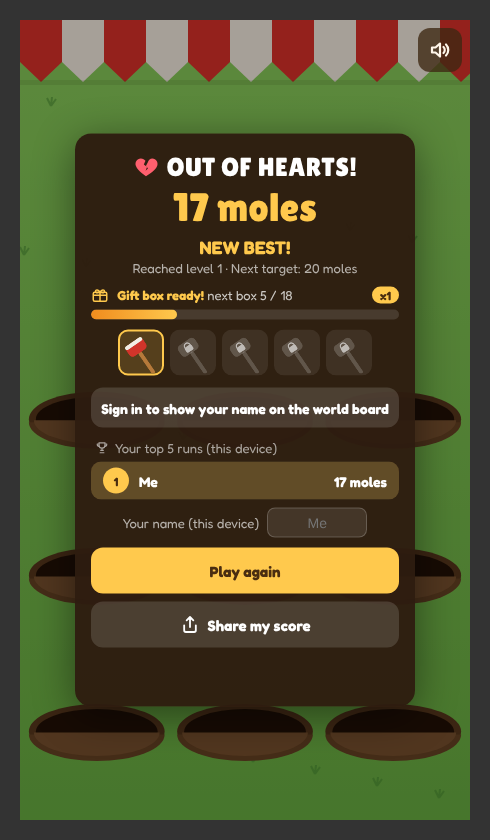 OUT OF HEARTS!
17 moles
NEW BEST!
Reached level 1 · Next target: 20 moles
Gift box ready! next box 5 / 18 x1
Sign in to show your name on the world board
Your top 5 runs (this device)
1 Me 17 moles
Your name (this device) Me
Play again
Share my score